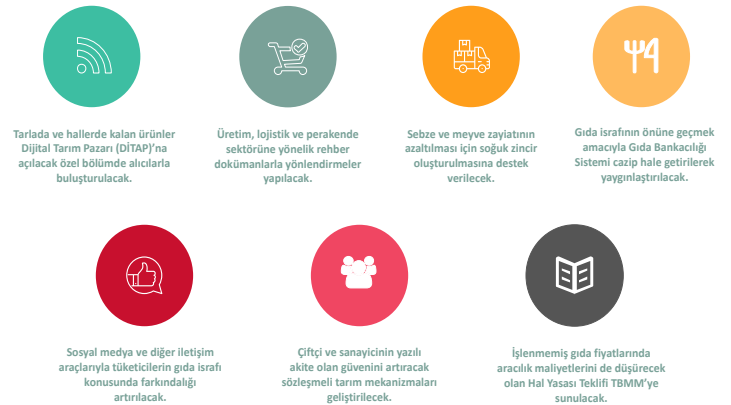 Tarlada ve hallerde kalan ürünler
Dijital Tarım Pazarı (DİTAP)’na
açılacak özel bölümde alıcılarla
buluşturulacak.
Üretim, lojistik ve perakende
sektörüne yönelik rehber
dokümanlarla yönlendirmeler
yapılacak.
Sebze ve meyve zayiatının
azaltılması için soğuk zincir
oluşturulmasına destek
verilecek.
Gıda israfının önüne geçmek
amacıyla Gıda Bankacılığı
Sistemi cazip hale getirilerek
yaygınlaştırılacak.
Sosyal medya ve diğer iletişim
araçlarıyla tüketicilerin gıda israfı
konusunda farkındalığı
artırılacak.
Çiftçi ve sanayicinin yazılı
akite olan güvenini artıracak
sözleşmeli tarım mekanizmaları
geliştirilecek.
İşlenmemiş gıda fiyatlarında
aracılık maliyetlerini de düşürecek
olan Hal Yasası Teklifi TBMM’ye
sunulacak.